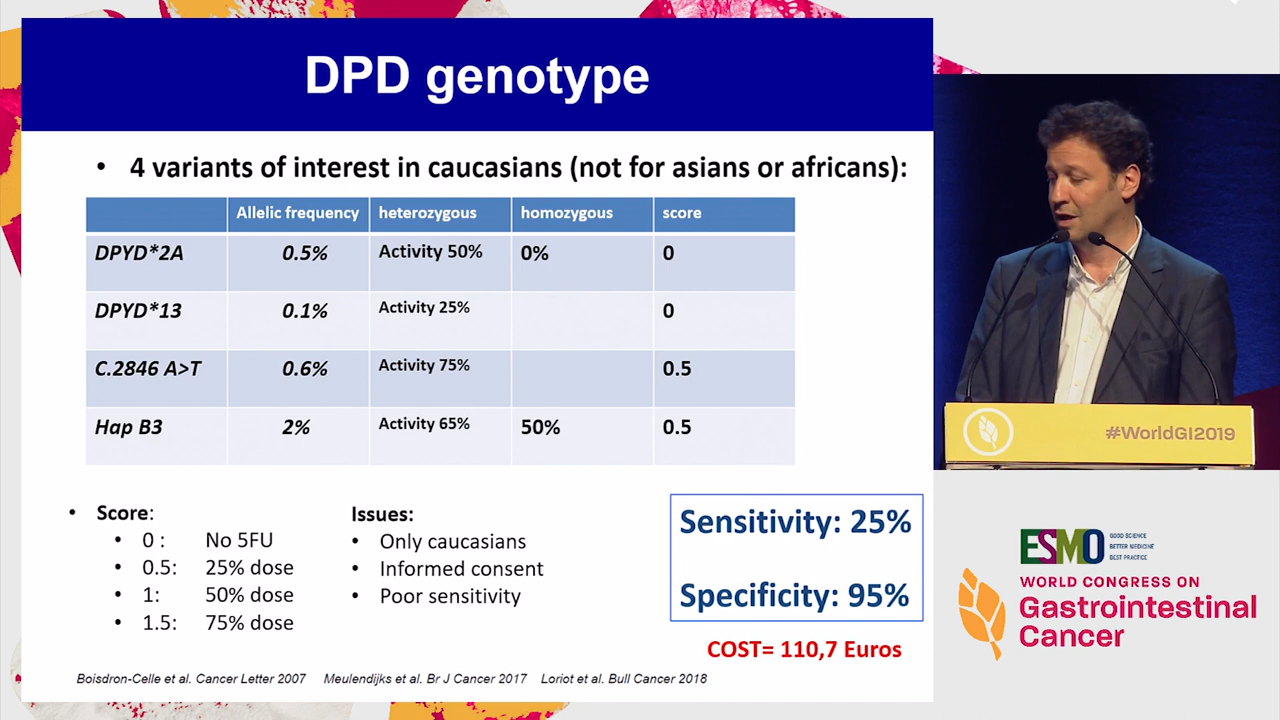 DPD genotype
• 4 variants of interest in caucasians (not for asians or africans):
Allelic frequency heterozygous homozygous score
DPYD*2A 0.5% Activity 50% 0% 0
DPYD*13 0.1% Activity 25% 0
C.2846 A>T 0.6% Activity 75% 0.5
Hap B3 2% Activity 65% 50% 0.5
• Score:
• 0 : No 5FU
• 0.5: 25% dose
• 1: 50% dose
• 1.5: 75% dose
Issues:
• Only caucasians
• Informed consent
• Poor sensitivity
Sensitivity: 25%
Specificity: 95%
COST= 110,7 Euros
Boisdron-Celle et al. Cancer Letter 2007 Meulendijks et al. Br J Cancer 2017 Loriot et al. Bull Cancer 2018
#WorldGI2019
ESMO
GOOD SCIENCE
BETTER MEDICINE
BEST PRACTICE
WORLD CONGRESS ON
Gastrointestinal
Cancer